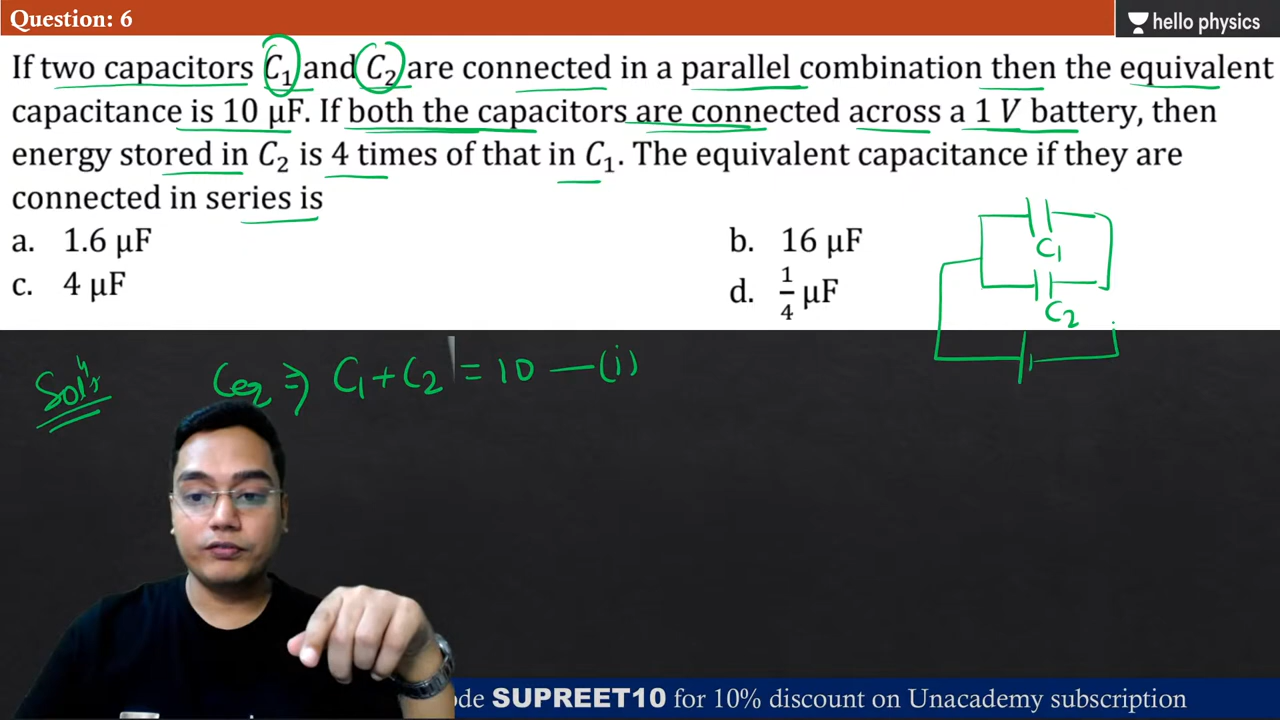 Question: 6
hello physics
If two capacitors C₁ and C₂ are connected in a parallel combination then the equivalent
capacitance is 10 μF. If both the capacitors are connected across a 1 V battery, then
energy stored in C₂ is 4 times of that in C₁. The equivalent capacitance if they are
connected in series is
a. 1.6 μF
b. 16 μF
c. 4 μF
d. 1/4 μF
C₁
C₂
Solⁿ:
Ceq ⇒ C₁ + C₂ = 10 — (i)
ode SUPREET10 for 10% discount on Unacademy subscription